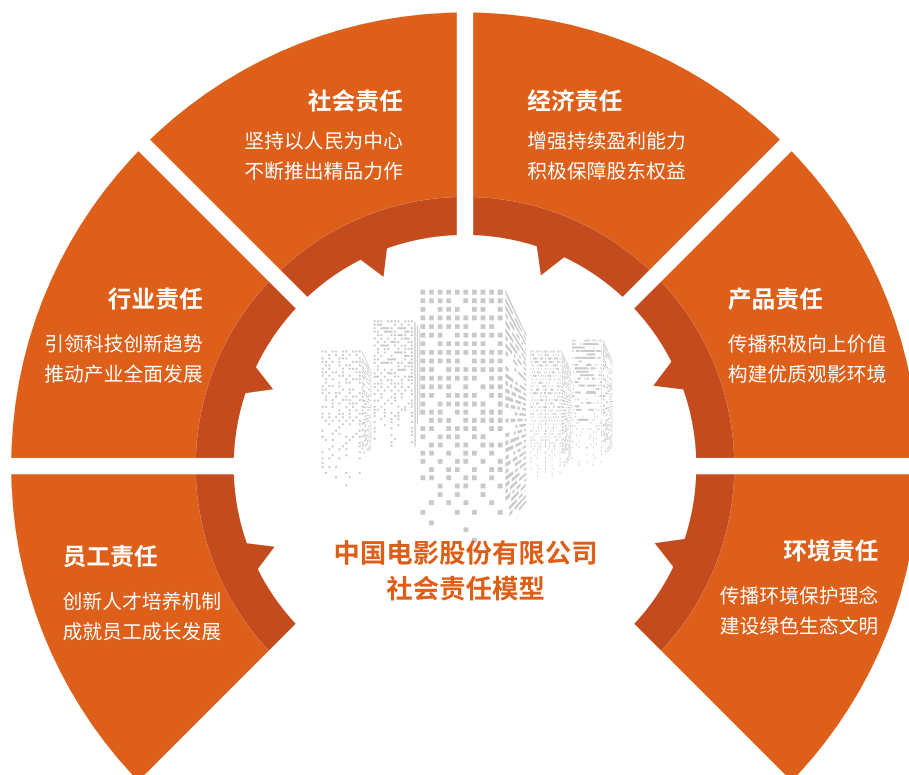 社会责任
坚持以人民为中心
不断推出精品力作
经济责任
增强持续盈利能力
积极保障股东权益
行业责任
引领科技创新趋势
推动产业全面发展
产品责任
传播积极向上价值
构建优质观影环境
员工责任
创新人才培养机制
成就员工成长发展
环境责任
传播环境保护理念
建设绿色生态文明
中国电影股份有限公司
社会责任模型